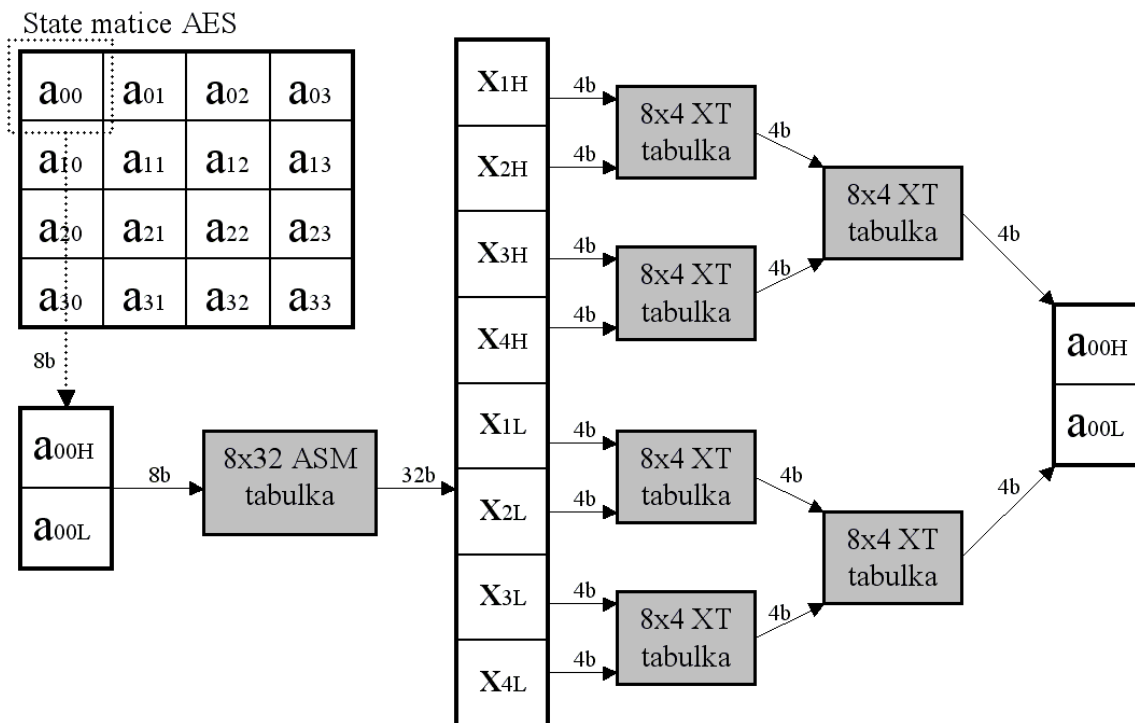 State matice AES
a00 a01 a02 a03
a10 a11 a12 a13
a20 a21 a22 a23
a30 a31 a32 a33
8b
a00H
a00L
8b
8x32 ASM
tabulka
32b
X1H
X2H
X3H
X4H
X1L
X2L
X3L
X4L
4b
4b
8x4 XT
tabulka
4b
4b
4b
8x4 XT
tabulka
4b
8x4 XT
tabulka
4b
4b
4b
8x4 XT
tabulka
4b
4b
4b
8x4 XT
tabulka
4b
8x4 XT
tabulka
4b
a00H
a00L